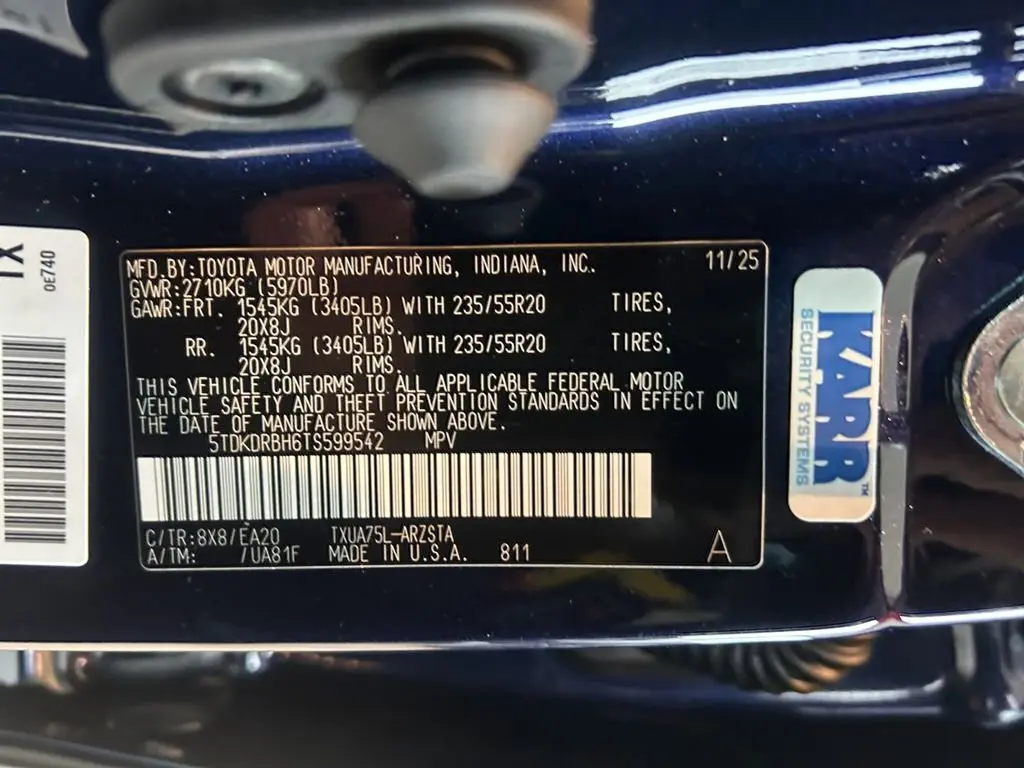 1X
0E740
MFD.BY:TOYOTA MOTOR MANUFACTURING, INDIANA, INC. 11/25
GVWR:2710KG (5970LB)
GAWR:FRT. 1545KG (3405LB) WITH 235/55R20 TIRES,
20X8J RIMS.
RR. 1545KG (3405LB) WITH 235/55R20 TIRES,
20X8J RIMS.
THIS VEHICLE CONFORMS TO ALL APPLICABLE FEDERAL MOTOR
VEHICLE SAFETY AND THEFT PREVENTION STANDARDS IN EFFECT ON
THE DATE OF MANUFACTURE SHOWN ABOVE.
5TDKDRBH6TS599542 MPV
C/TR:8X8/EA20 TXUA75L-ARZSTA
A/TM: /UA81F MADE IN U.S.A. 811 A
KARR™
SECURITY SYSTEMS